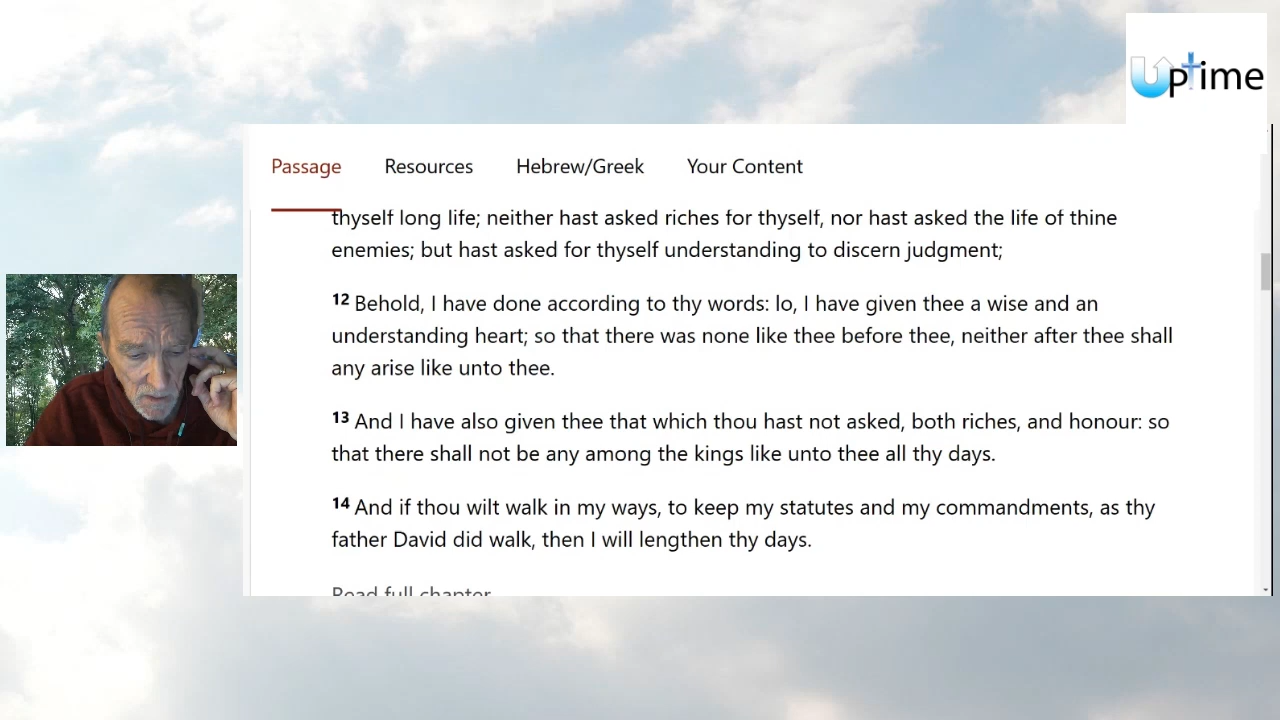 Uptime
Passage Resources Hebrew/Greek Your Content
thyself long life; neither hast asked riches for thyself, nor hast asked the life of thine
enemies; but hast asked for thyself understanding to discern judgment;
12 Behold, I have done according to thy words: lo, I have given thee a wise and an
understanding heart; so that there was none like thee before thee, neither after thee shall
any arise like unto thee.
13 And I have also given thee that which thou hast not asked, both riches, and honour: so
that there shall not be any among the kings like unto thee all thy days.
14 And if thou wilt walk in my ways, to keep my statutes and my commandments, as thy
father David did walk, then I will lengthen thy days.
Read full chapter